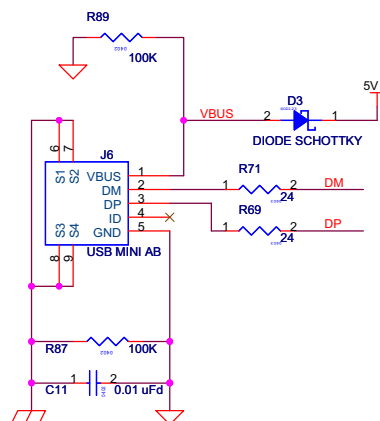 R89
100K
5V
D3
VBUS
2
1
DIODE SCHOTTKY
6
7
J6
S1
S2
VBUS
1
DM
2
DP
3
ID
4
GND
5
S3
S4
8
9
USB MINI AB
R71
1
2
DM
24
R69
1
2
DP
24
R87
100K
C11
1
2
0.01 uFd